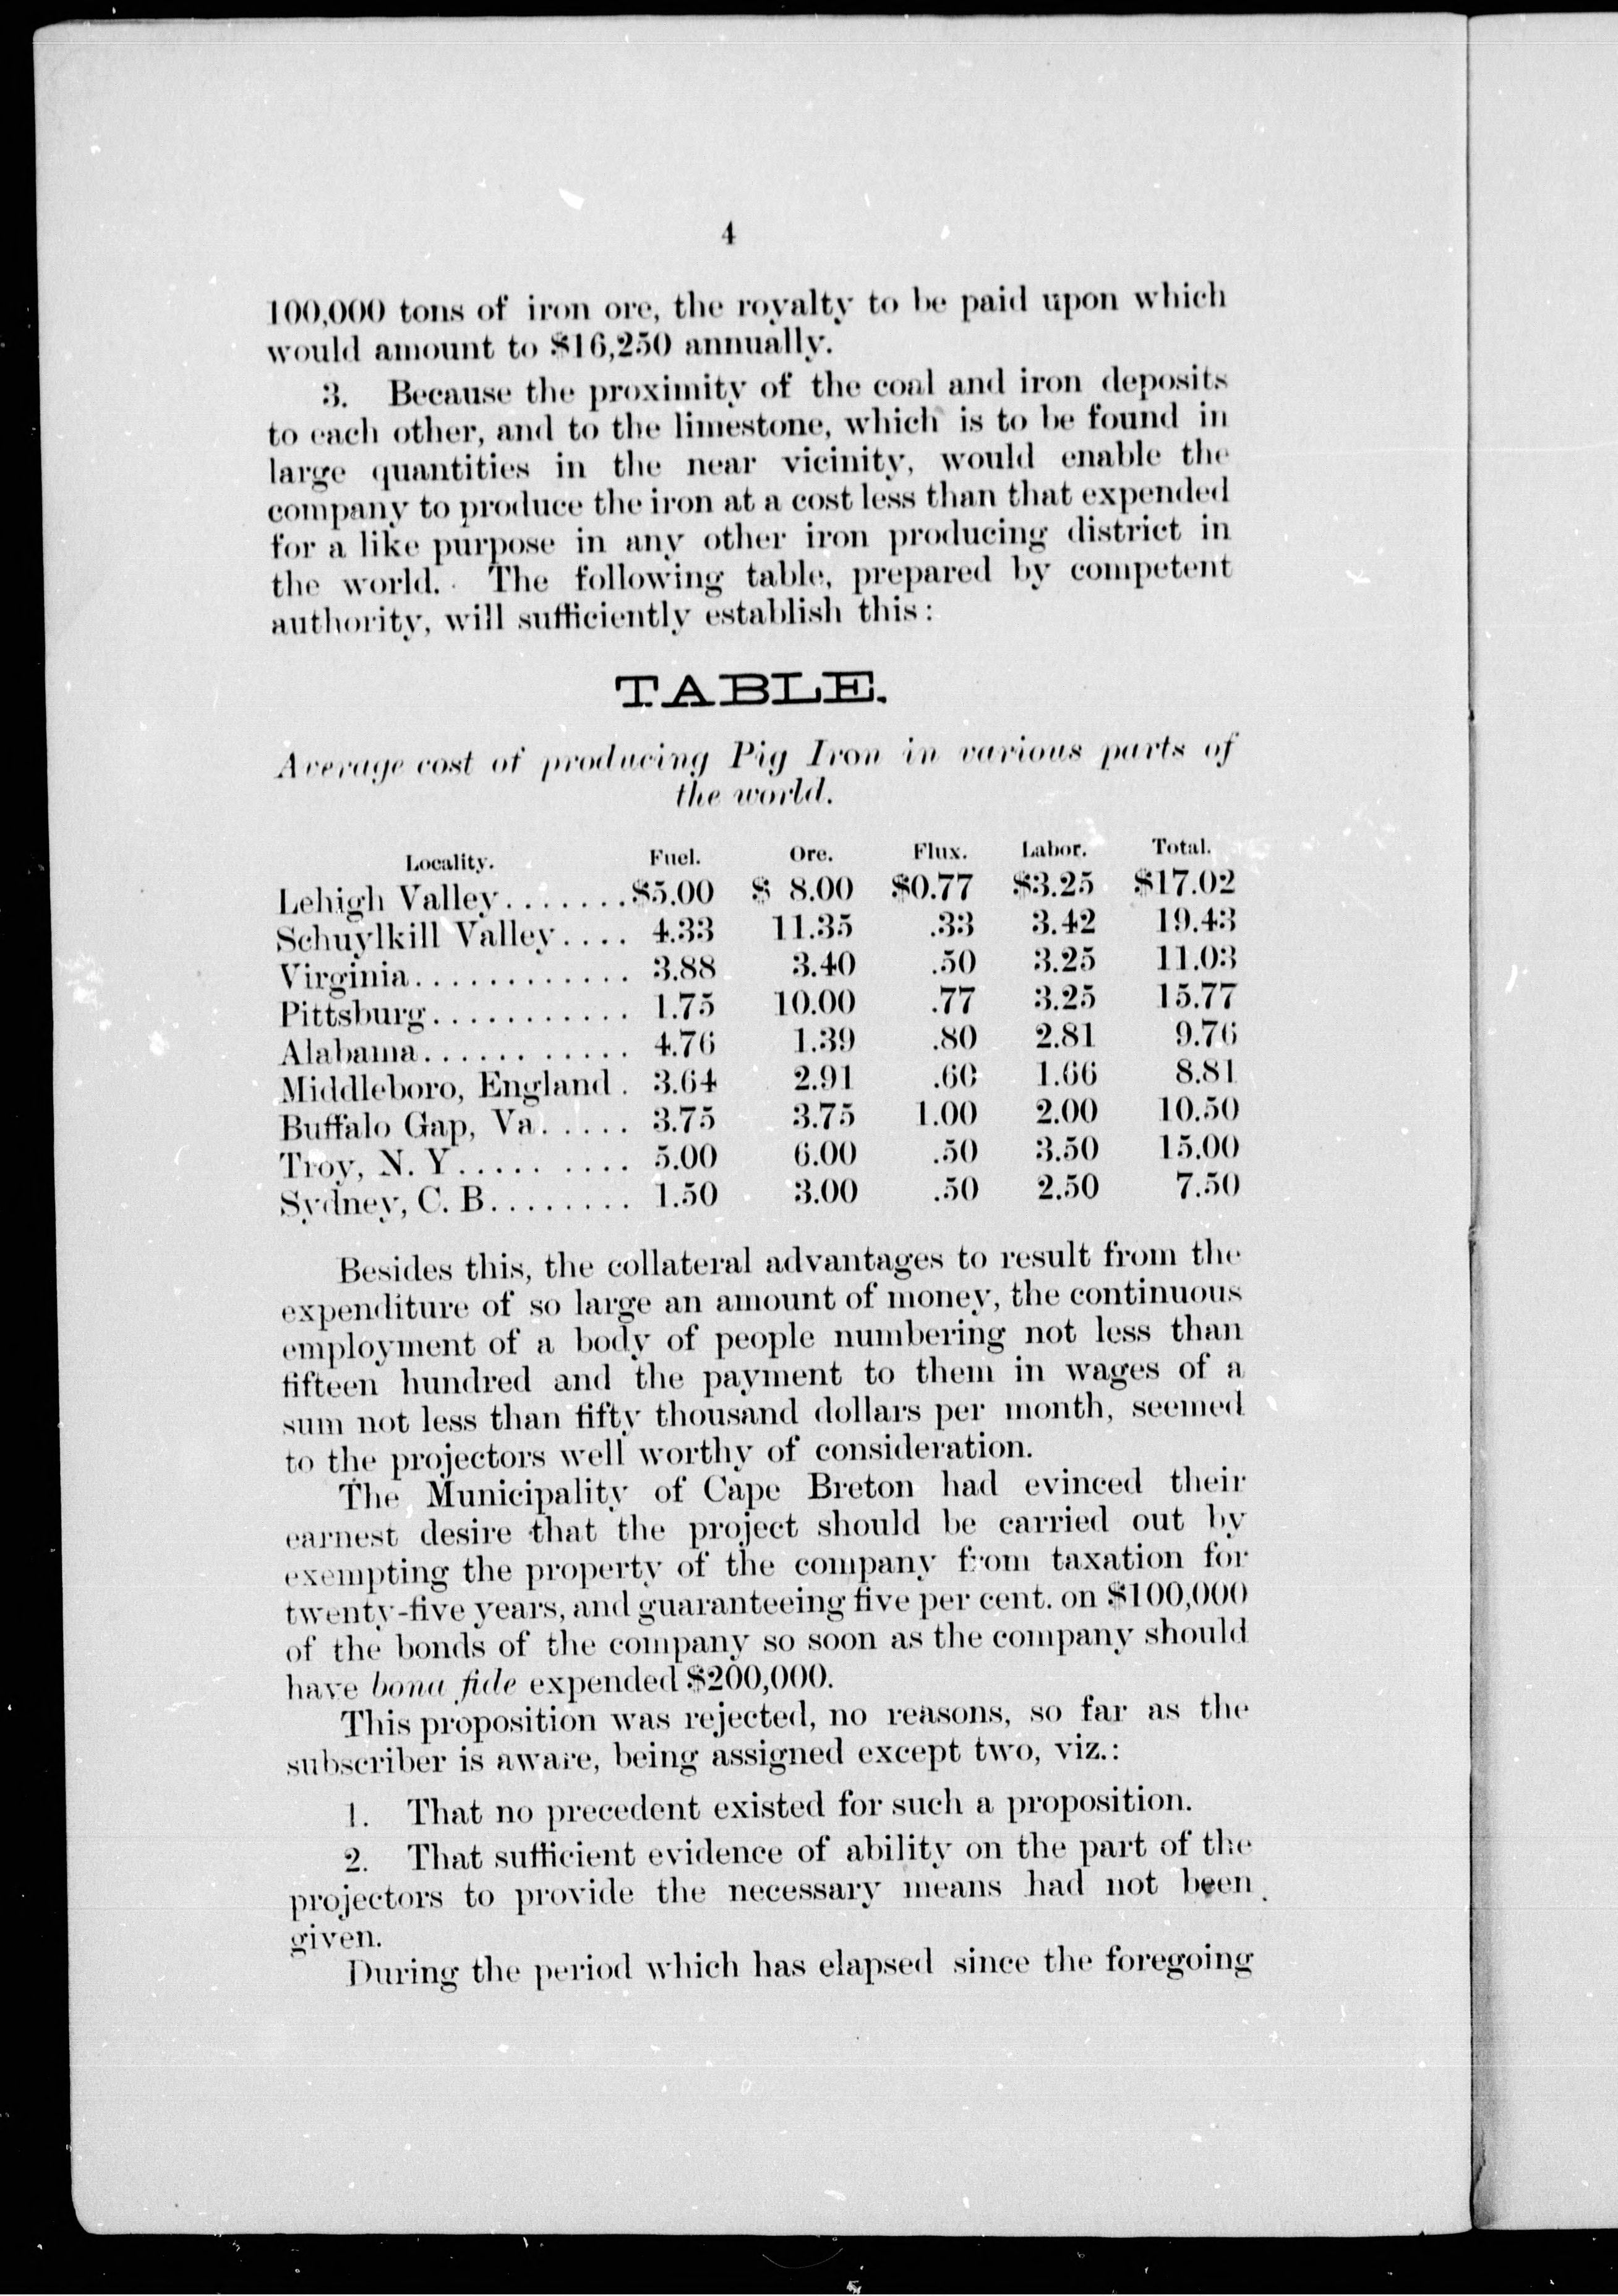 4
100,000 tons of iron ore, the royalty to be paid upon which
would amount to $16,250 annually.
3. Because the proximity of the coal and iron deposits
to each other, and to the limestone, which is to be found in
large quantities in the near vicinity, would enable the
company to produce the iron at a cost less than that expended
for a like purpose in any other iron producing district in
the world. The following table, prepared by competent
authority, will sufficiently establish this:
TABLE.
Average cost of producing Pig Iron in various parts of
the world.
Locality. Fuel. Ore. Flux. Labor. Total.
Lehigh Valley.......$5.00 $ 8.00 $0.77 $3.25 $17.02
Schuylkill Valley.... 4.33 11.35 .33 3.42 19.43
Virginia............ 3.88 3.40 .50 3.25 11.03
Pittsburg........... 1.75 10.00 .77 3.25 15.77
Alabama........... 4.76 1.39 .80 2.81 9.76
Middleboro, England. 3.64 2.91 .60 1.66 8.81
Buffalo Gap, Va..... 3.75 3.75 1.00 2.00 10.50
Troy, N. Y.......... 5.00 6.00 .50 3.50 15.00
Sydney, C. B........ 1.50 3.00 .50 2.50 7.50
Besides this, the collateral advantages to result from the
expenditure of so large an amount of money, the continuous
employment of a body of people numbering not less than
fifteen hundred and the payment to them in wages of a
sum not less than fifty thousand dollars per month, seemed
to the projectors well worthy of consideration.
The Municipality of Cape Breton had evinced their
earnest desire that the project should be carried out by
exempting the property of the company from taxation for
twenty-five years, and guaranteeing five per cent. on $100,000
of the bonds of the company so soon as the company should
have bona fide expended $200,000.
This proposition was rejected, no reasons, so far as the
subscriber is aware, being assigned except two, viz.:
1. That no precedent existed for such a proposition.
2. That sufficient evidence of ability on the part of the
projectors to provide the necessary means had not been
given.
During the period which has elapsed since the foregoing